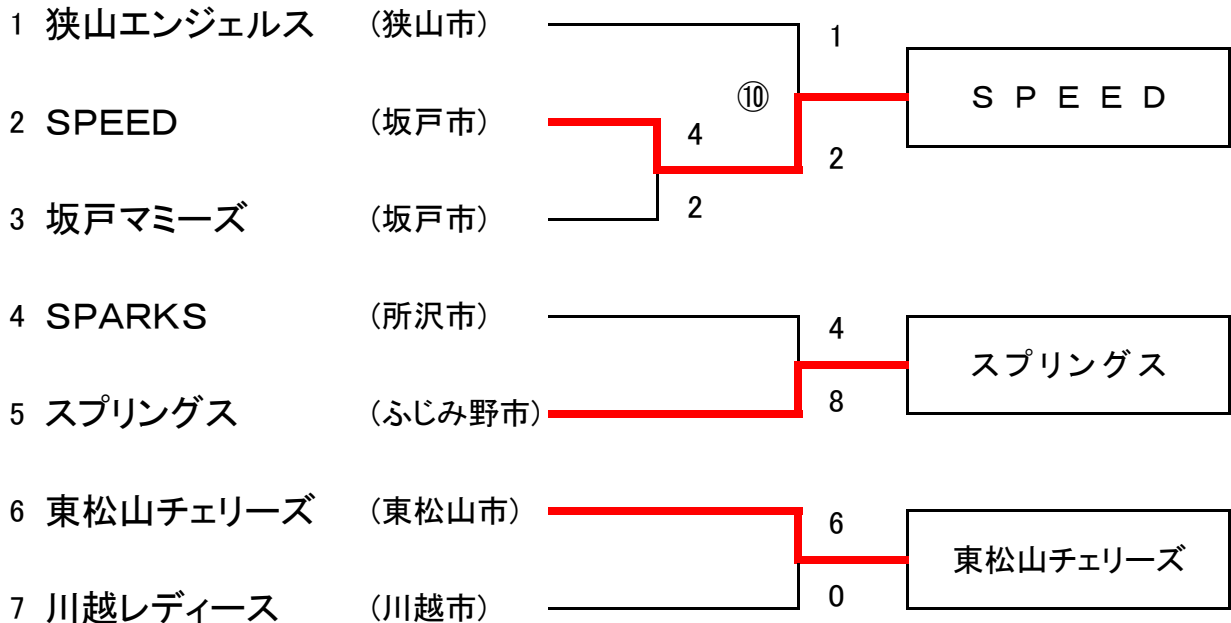 1 狭山エンジェルス (狭山市) 1
⑩ ＳＰＥＥＤ
2 SPEED (坂戸市) 4 2
3 坂戸マミーズ (坂戸市) 2
4 SPARKS (所沢市) 4
スプリングス
5 スプリングス (ふじみ野市) 8
6 東松山チェリーズ (東松山市) 6
東松山チェリーズ
7 川越レディース (川越市) 0